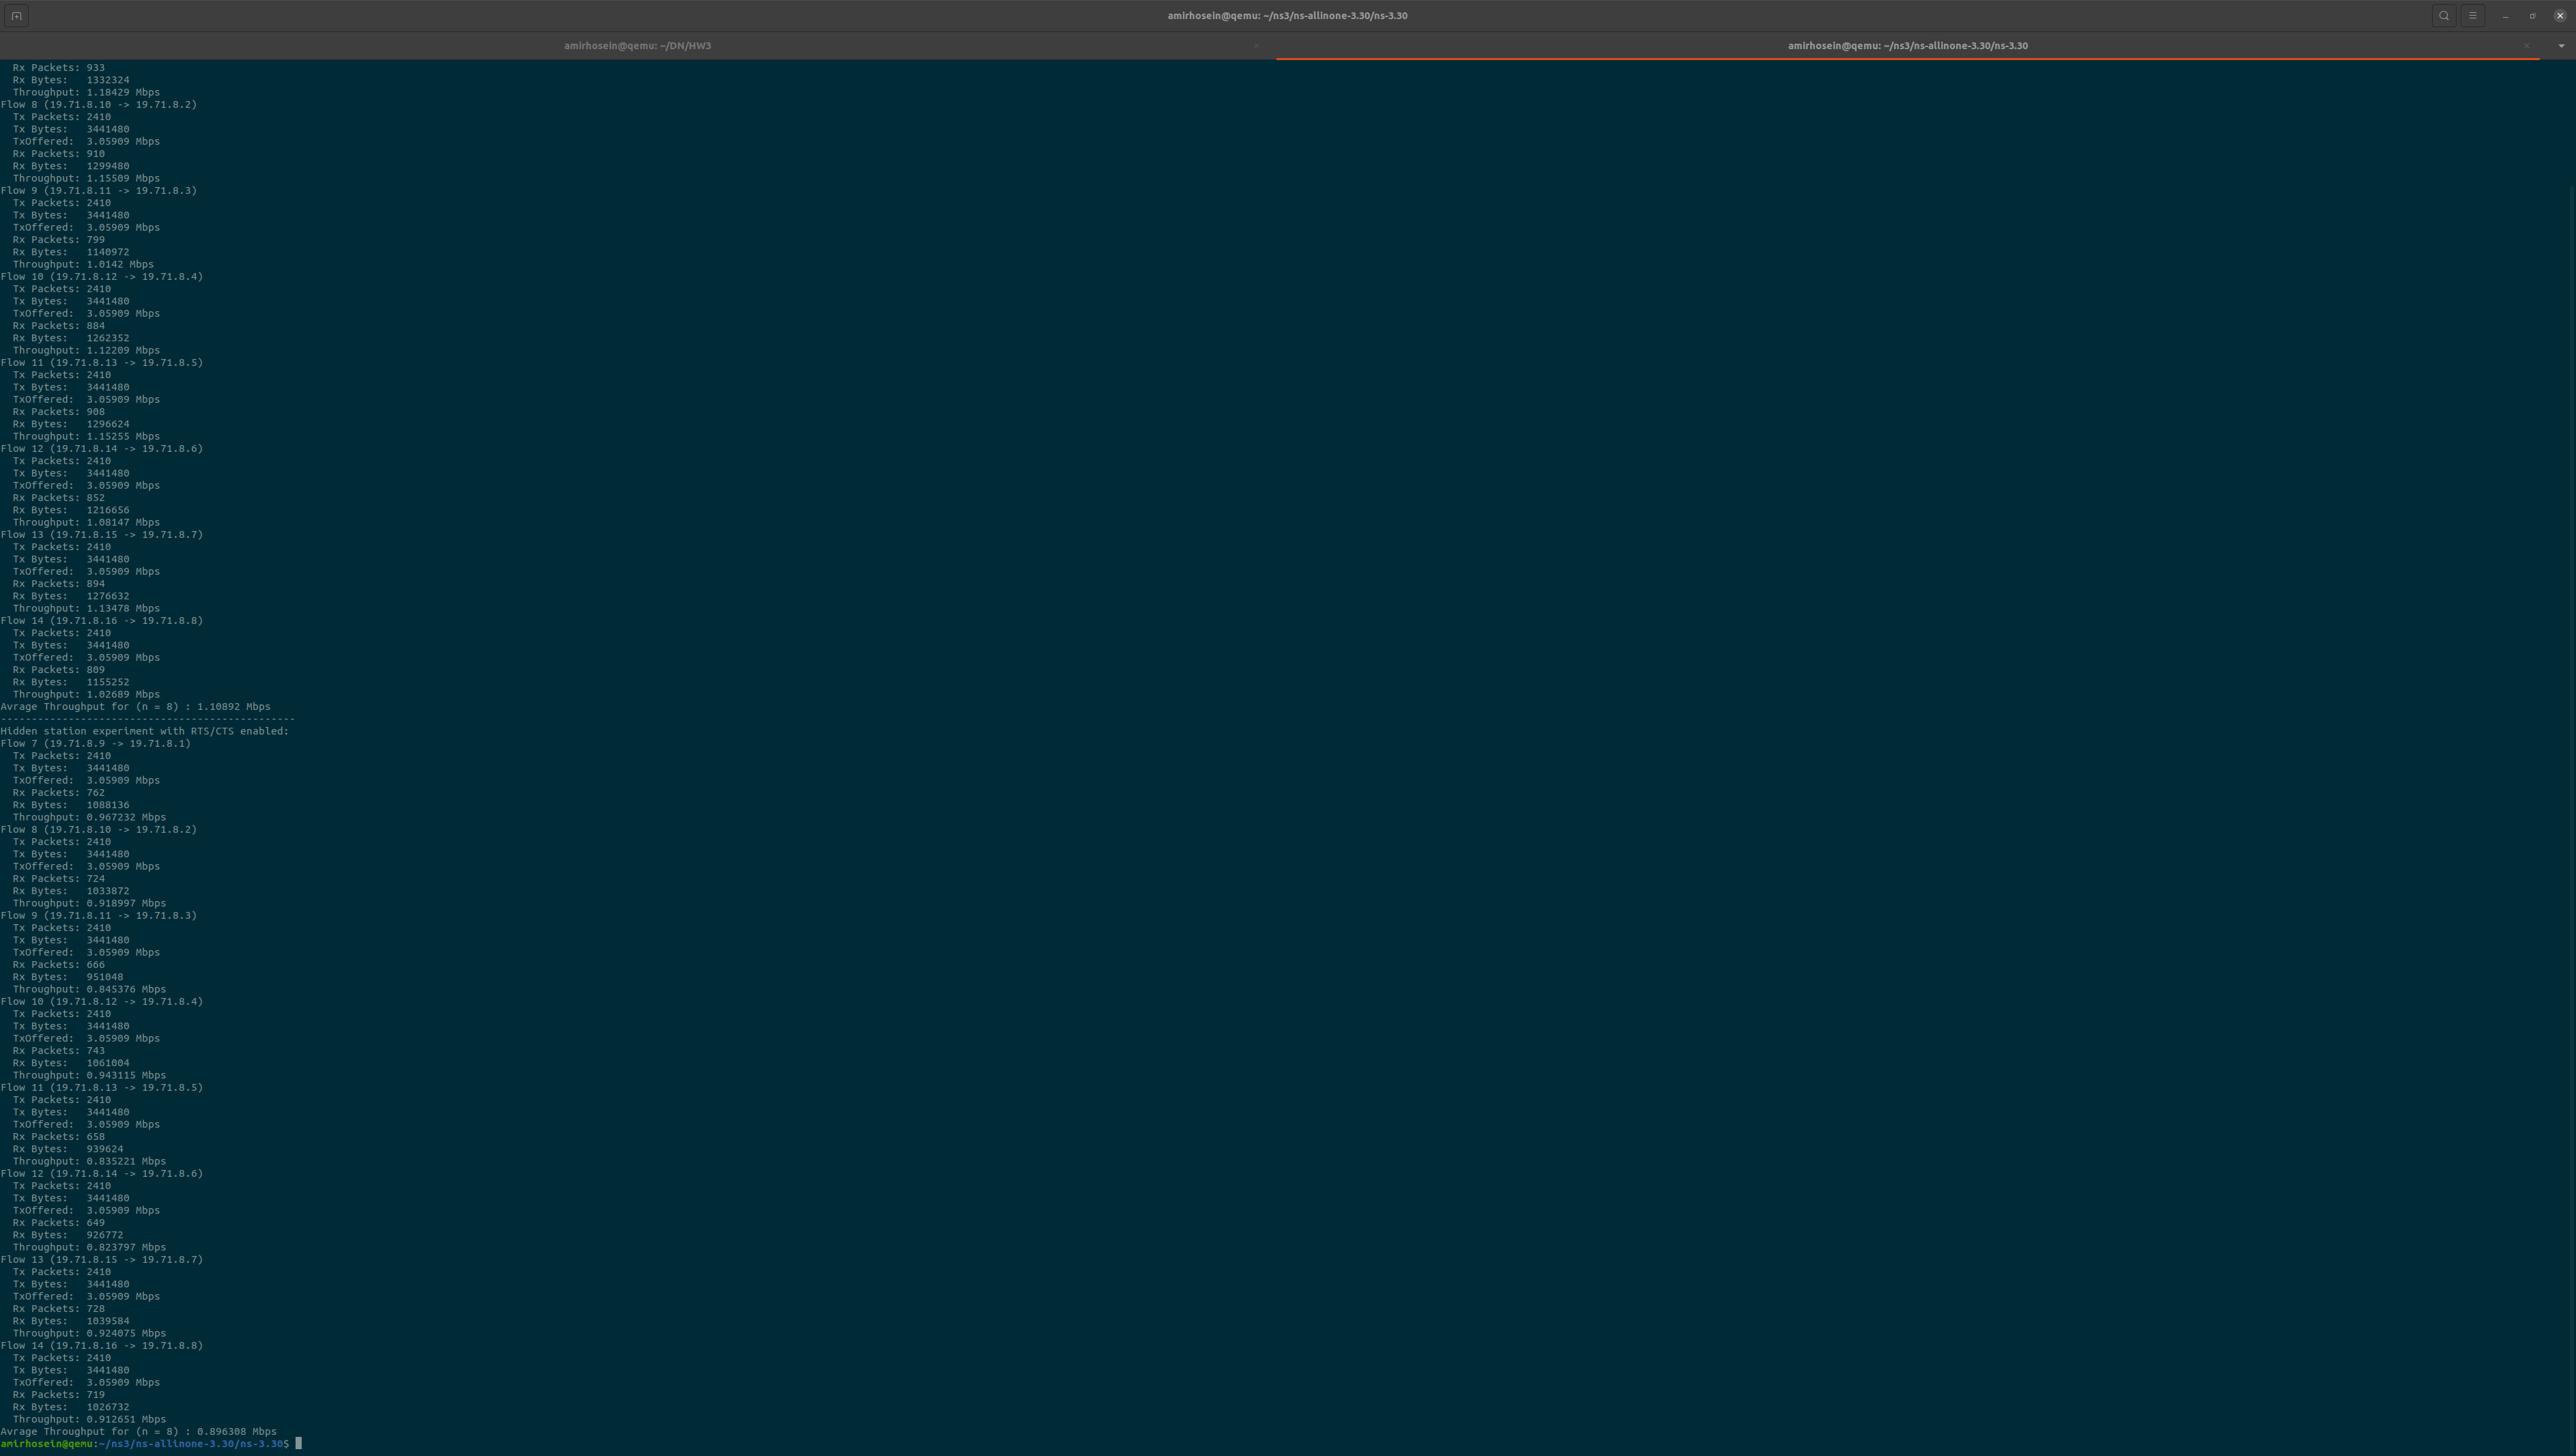 amirhosein@qemu: ~/ns3/ns-allinone-3.30/ns-3.30
amirhosein@qemu: ~/DN/HW3
amirhosein@qemu: ~/ns3/ns-allinone-3.30/ns-3.30
  Rx Packets: 933
  Rx Bytes:   1332324
  Throughput: 1.18429 Mbps
Flow 8 (19.71.8.10 -> 19.71.8.2)
  Tx Packets: 2410
  Tx Bytes:   3441480
  TxOffered:  3.05909 Mbps
  Rx Packets: 910
  Rx Bytes:   1299480
  Throughput: 1.15509 Mbps
Flow 9 (19.71.8.11 -> 19.71.8.3)
  Tx Packets: 2410
  Tx Bytes:   3441480
  TxOffered:  3.05909 Mbps
  Rx Packets: 799
  Rx Bytes:   1140972
  Throughput: 1.0142 Mbps
Flow 10 (19.71.8.12 -> 19.71.8.4)
  Tx Packets: 2410
  Tx Bytes:   3441480
  TxOffered:  3.05909 Mbps
  Rx Packets: 884
  Rx Bytes:   1262352
  Throughput: 1.12209 Mbps
Flow 11 (19.71.8.13 -> 19.71.8.5)
  Tx Packets: 2410
  Tx Bytes:   3441480
  TxOffered:  3.05909 Mbps
  Rx Packets: 908
  Rx Bytes:   1296624
  Throughput: 1.15255 Mbps
Flow 12 (19.71.8.14 -> 19.71.8.6)
  Tx Packets: 2410
  Tx Bytes:   3441480
  TxOffered:  3.05909 Mbps
  Rx Packets: 852
  Rx Bytes:   1216656
  Throughput: 1.08147 Mbps
Flow 13 (19.71.8.15 -> 19.71.8.7)
  Tx Packets: 2410
  Tx Bytes:   3441480
  TxOffered:  3.05909 Mbps
  Rx Packets: 894
  Rx Bytes:   1276632
  Throughput: 1.13478 Mbps
Flow 14 (19.71.8.16 -> 19.71.8.8)
  Tx Packets: 2410
  Tx Bytes:   3441480
  TxOffered:  3.05909 Mbps
  Rx Packets: 809
  Rx Bytes:   1155252
  Throughput: 1.02689 Mbps
Avrage Throughput for (n = 8) : 1.10892 Mbps
------------------------------------------------
Hidden station experiment with RTS/CTS enabled:
Flow 7 (19.71.8.9 -> 19.71.8.1)
  Tx Packets: 2410
  Tx Bytes:   3441480
  TxOffered:  3.05909 Mbps
  Rx Packets: 762
  Rx Bytes:   1088136
  Throughput: 0.967232 Mbps
Flow 8 (19.71.8.10 -> 19.71.8.2)
  Tx Packets: 2410
  Tx Bytes:   3441480
  TxOffered:  3.05909 Mbps
  Rx Packets: 724
  Rx Bytes:   1033872
  Throughput: 0.918997 Mbps
Flow 9 (19.71.8.11 -> 19.71.8.3)
  Tx Packets: 2410
  Tx Bytes:   3441480
  TxOffered:  3.05909 Mbps
  Rx Packets: 666
  Rx Bytes:   951048
  Throughput: 0.845376 Mbps
Flow 10 (19.71.8.12 -> 19.71.8.4)
  Tx Packets: 2410
  Tx Bytes:   3441480
  TxOffered:  3.05909 Mbps
  Rx Packets: 743
  Rx Bytes:   1061004
  Throughput: 0.943115 Mbps
Flow 11 (19.71.8.13 -> 19.71.8.5)
  Tx Packets: 2410
  Tx Bytes:   3441480
  TxOffered:  3.05909 Mbps
  Rx Packets: 658
  Rx Bytes:   939624
  Throughput: 0.835221 Mbps
Flow 12 (19.71.8.14 -> 19.71.8.6)
  Tx Packets: 2410
  Tx Bytes:   3441480
  TxOffered:  3.05909 Mbps
  Rx Packets: 649
  Rx Bytes:   926772
  Throughput: 0.823797 Mbps
Flow 13 (19.71.8.15 -> 19.71.8.7)
  Tx Packets: 2410
  Tx Bytes:   3441480
  TxOffered:  3.05909 Mbps
  Rx Packets: 728
  Rx Bytes:   1039584
  Throughput: 0.924075 Mbps
Flow 14 (19.71.8.16 -> 19.71.8.8)
  Tx Packets: 2410
  Tx Bytes:   3441480
  TxOffered:  3.05909 Mbps
  Rx Packets: 719
  Rx Bytes:   1026732
  Throughput: 0.912651 Mbps
Avrage Throughput for (n = 8) : 0.896308 Mbps
amirhosein@qemu:~/ns3/ns-allinone-3.30/ns-3.30$